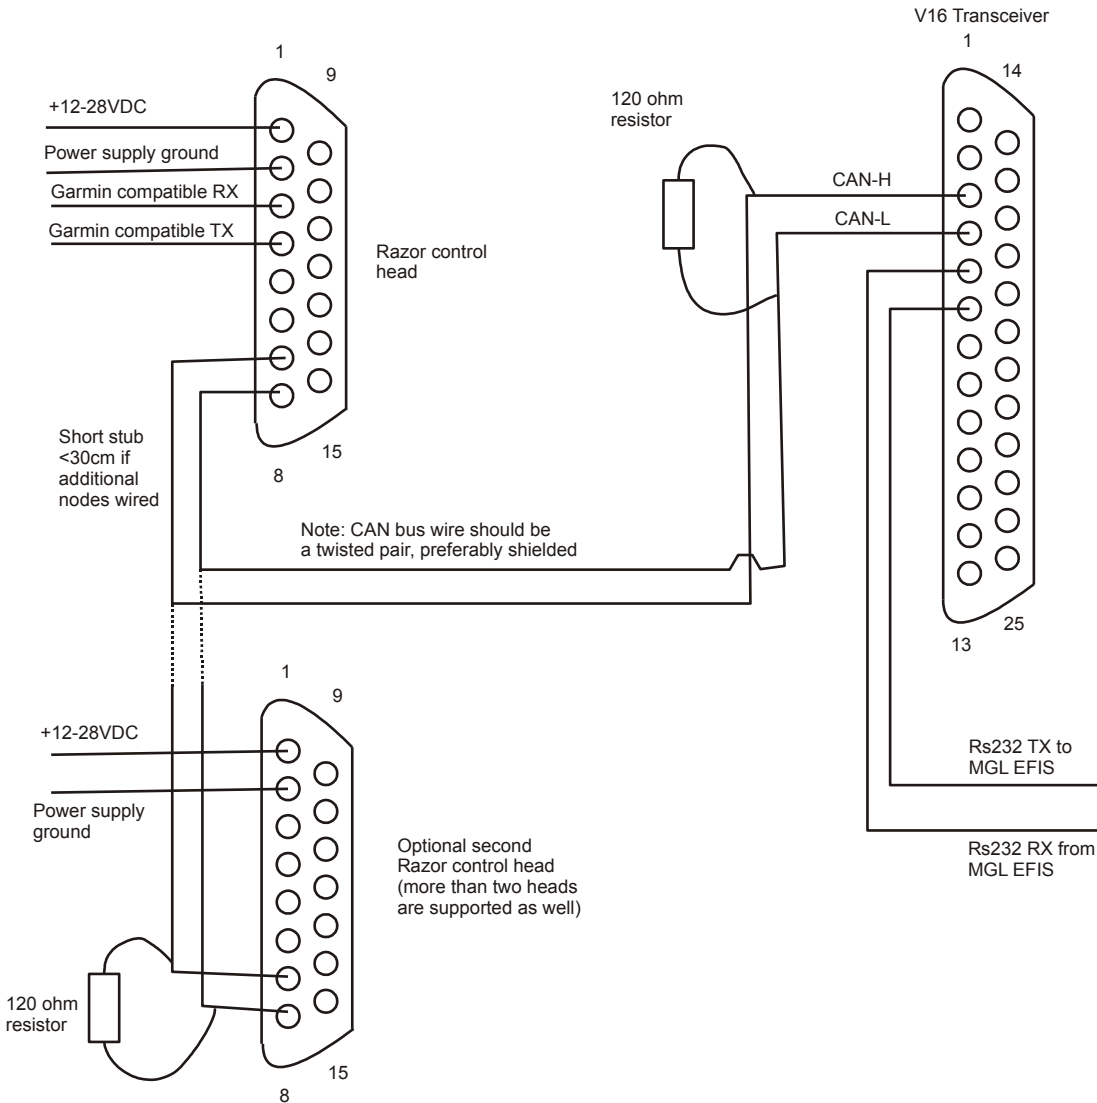 V16 Transceiver
1
14
1
9
+12-28VDC
120 ohm
resistor
Power supply ground
Garmin compatible RX
CAN-H
Garmin compatible TX
CAN-L
Razor control
head
Short stub
<30cm if
additional
nodes wired
15
8
Note: CAN bus wire should be
a twisted pair, preferably shielded
25
13
1
9
+12-28VDC
Rs232 TX to
MGL EFIS
Power supply
ground
Optional second
Razor control head
(more than two heads
are supported as well)
Rs232 RX from
MGL EFIS
120 ohm
resistor
15
8